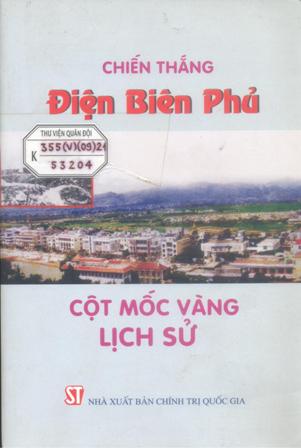 CHIẾN THẮNG
Điện Biên Phủ
THƯ VIỆN QUÂN ĐỘI
K
355(V)(09)2
53204
CỘT MỐC VÀNG
LỊCH SỬ
ST NHÀ XUẤT BẢN CHÍNH TRỊ QUỐC GIA